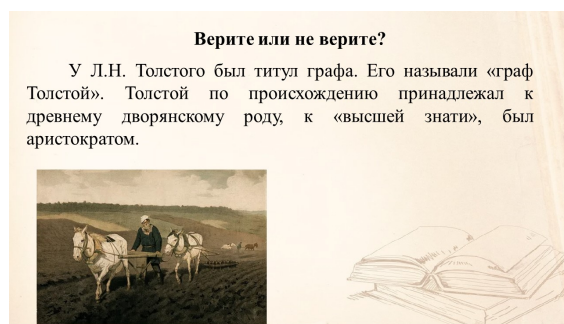 Верите или не верите?
У Л.Н. Толстого был титул графа. Его называли «граф
Толстой». Толстой по происхождению принадлежал к
древнему дворянскому роду, к «высшей знати», был
аристократом.